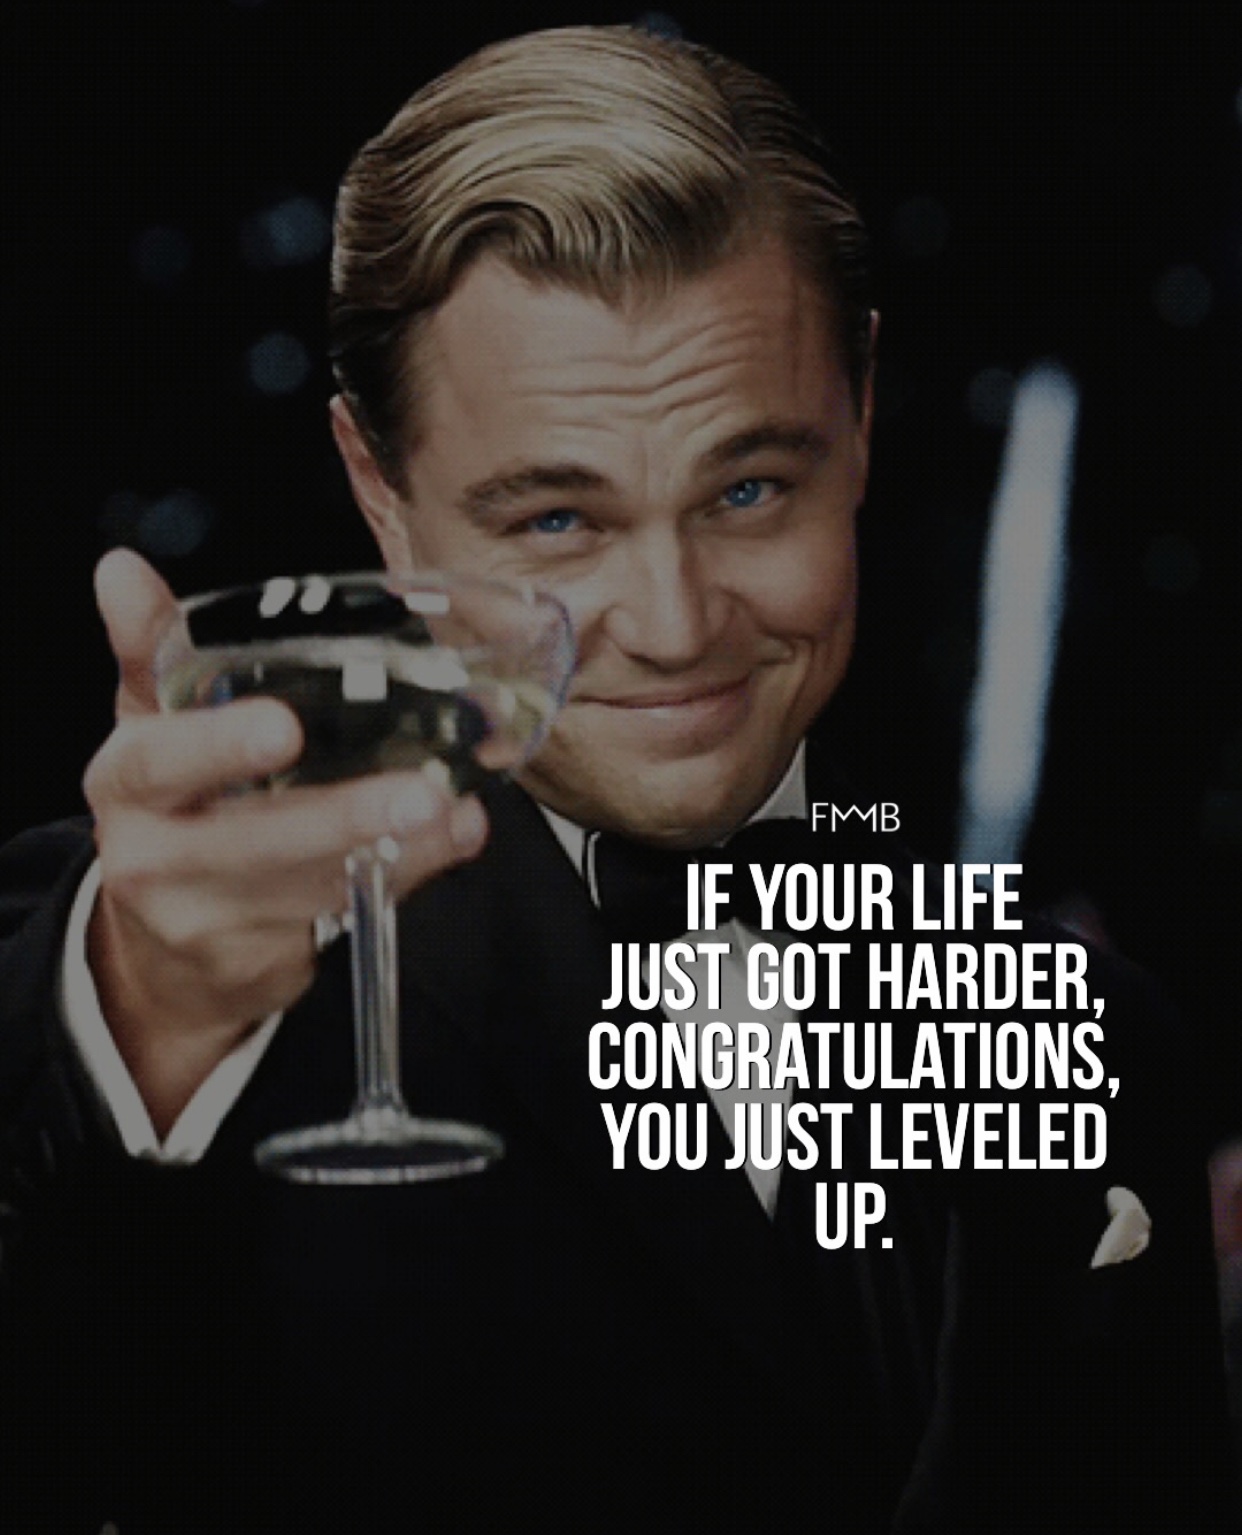 FMMB
IF YOUR LIFE
JUST GOT HARDER,
CONGRATULATIONS,
YOU JUST LEVELED
UP.